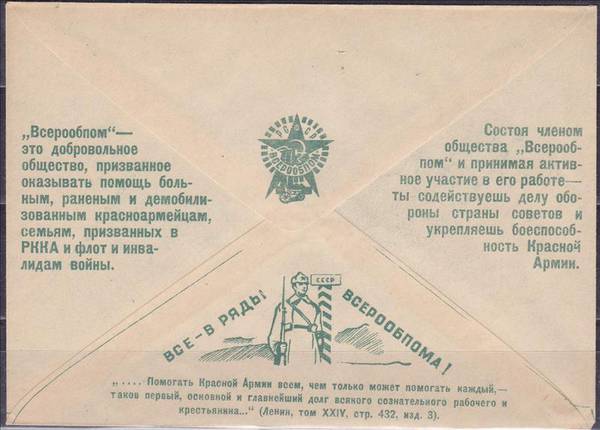 „Всерообпом“—
это добровольное
общество, призванное
оказывать помощь боль-
ным, раненым и демобили-
зованным красноармейцам,
семьям, призванных в
РККА и флот и инва-
лидам войны.
РСФСР
ВСЕРООБПОМ
Состоя членом
общества „Всерооб-
пом“ и принимая актив-
ное участие в его работе—
ты содействуешь делу обо-
роны страны советов и
укрепляешь боеспособ-
ность Красной
Армии.
СССР
ВСЕ-В РЯДЫ ВСЕРООБПОМА!
„.... Помогать Красной Армии всем, чем только может помогать каждый,—
таков первый, основной и главнейший долг всякого сознательного рабочего и
крестьянина...“ (Ленин, том XXIV, стр. 432, изд. 3).